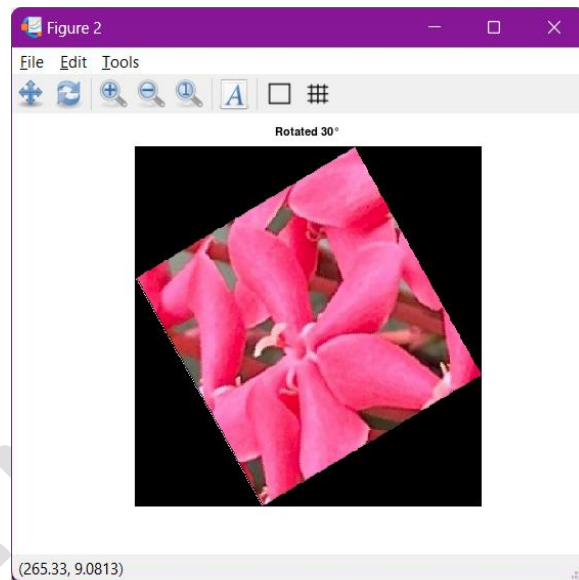 Figure 2
File Edit Tools
A
Rotated 30°
(265.33, 9.0813)